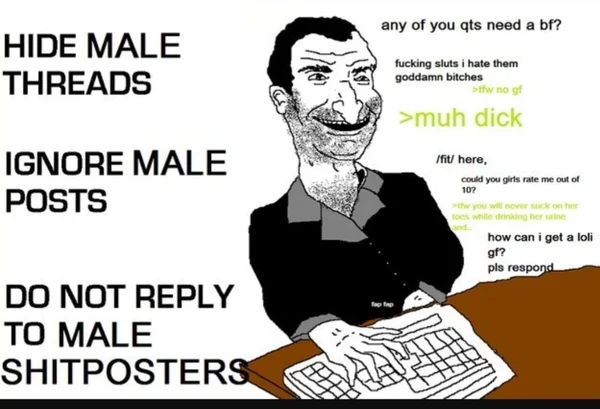 HIDE MALE
THREADS
IGNORE MALE
POSTS
DO NOT REPLY
TO MALE
SHITPOSTERS
any of you qts need a bf?
fucking sluts i hate them
goddamn bitches
>tfw no gf
>muh dick
/fit/ here,
could you girls rate me out of
10?
>tfw you will never suck on her
toes while drinking her urine
and..
how can i get a loli
gf?
pls respond
fap fap